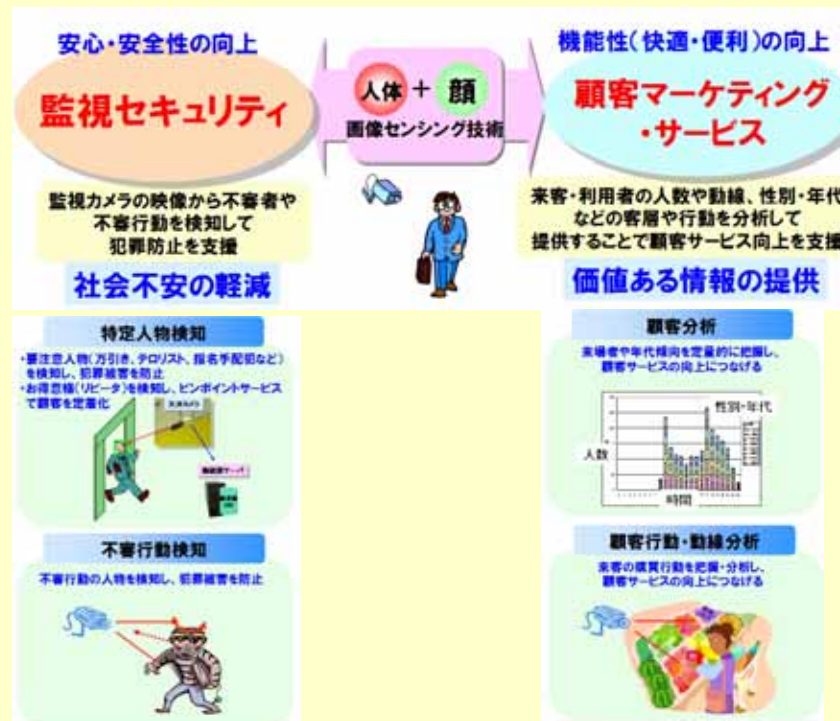 安心・安全性の向上
監視セキュリティ
人体 + 顔
画像センシング技術
機能性(快適・便利)の向上
顧客マーケティング
・サービス
監視カメラの映像から不審者や
不審行動を検知して
犯罪防止を支援
社会不安の軽減
来客・利用者の人数や動線、性別・年代
などの客層や行動を分析して
提供することで顧客サービス向上を支援
価値ある情報の提供
特定人物検知
・要注意人物(万引き、テロリスト、指名手配犯など)
を検知し、犯罪被害を防止
・お得意様(リピータ)を検知し、ピンポイントサービス
で顧客を定着化
不審行動検知
不審行動の人物を検知し、犯罪被害を防止
顧客分析
来場者や年代傾向を定量的に把握し、
顧客サービスの向上につなげる
性別・年代
人数
時間
顧客行動・動線分析
来客の購買行動を把握・分析し、
顧客サービスの向上につなげる